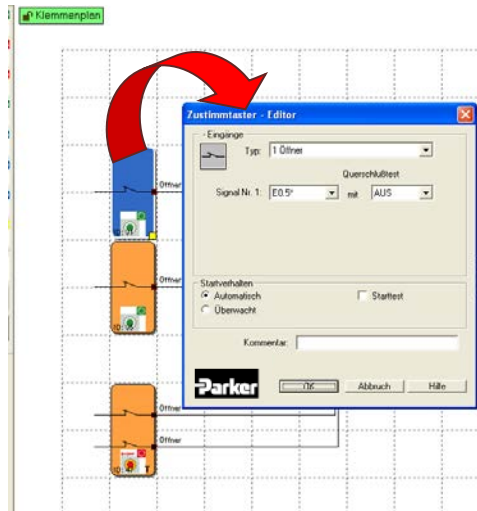 Klemmenplan
Zustimmtaster - Editor
Eingänge
Typ: 1 Öffner
Querschlußtest
Signal Nr. 1: E0.5* mit AUS
Öffner
Öffner
Startverhalten
Automatisch
Starttest
Überwacht
Kommentar:
Parker
OK
Abbruch
Hilfe
Öffner
Öffner
T